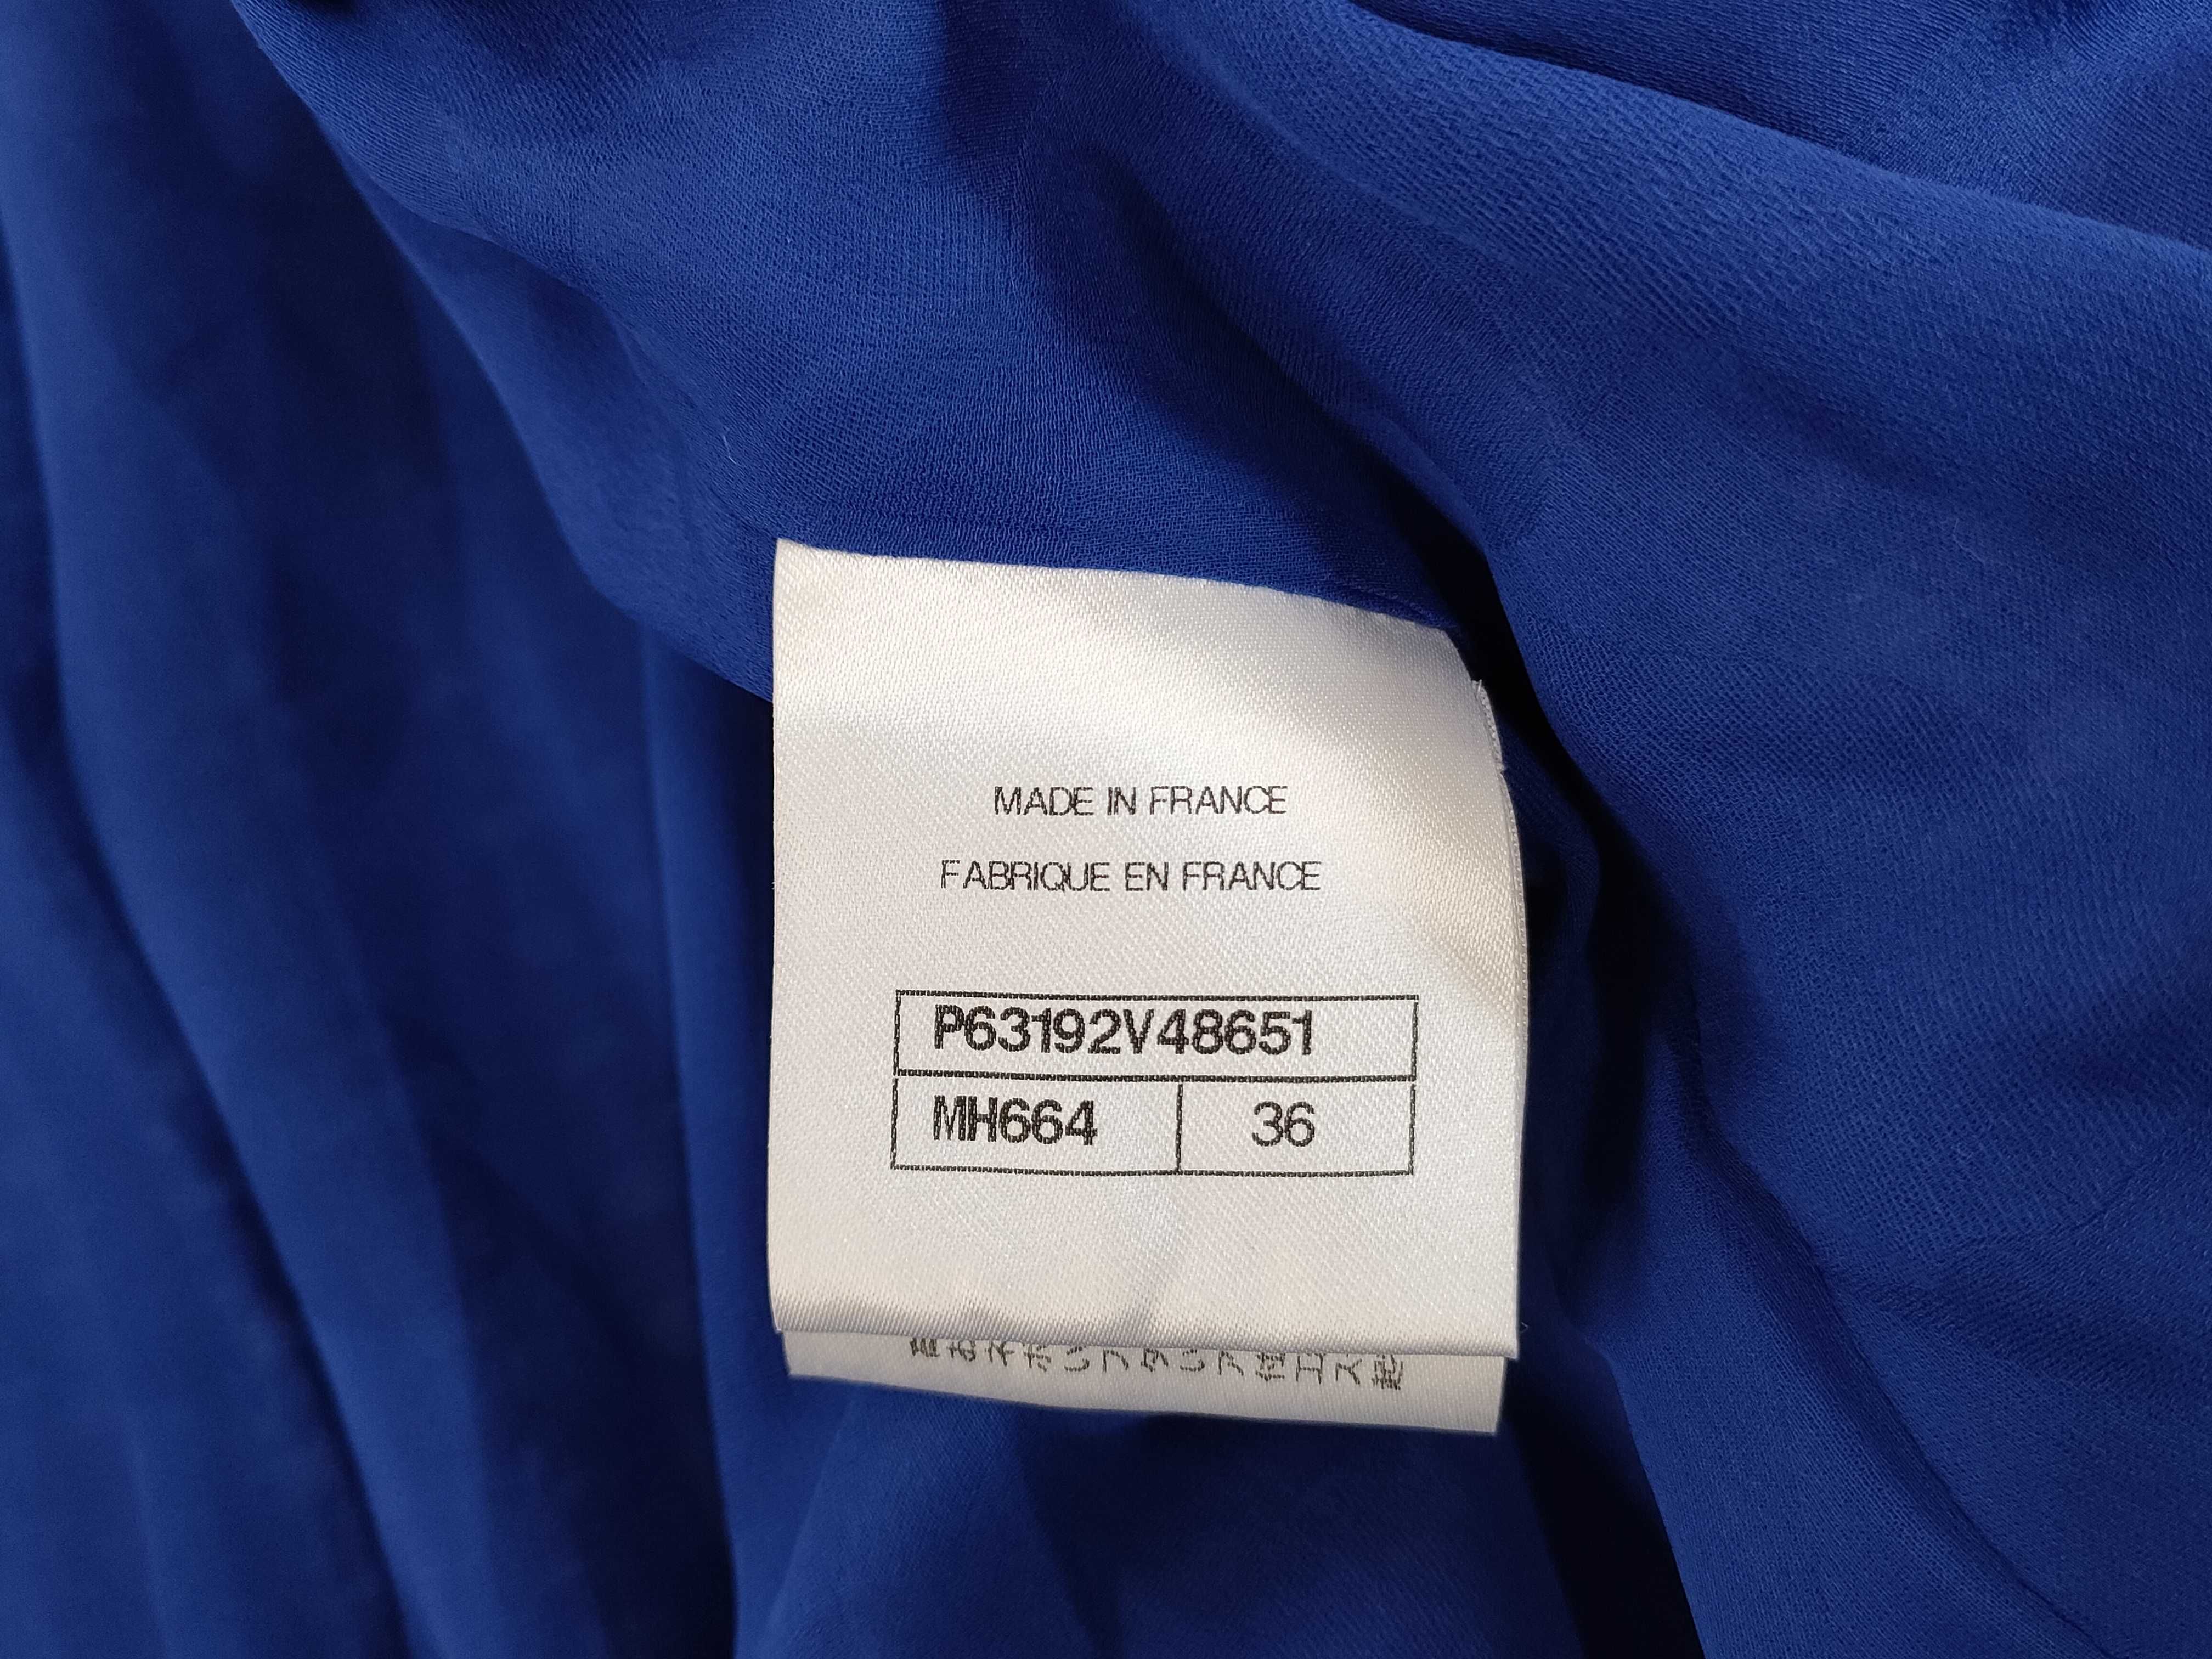 MADE IN FRANCE
FABRIQUE EN FRANCE
P63192V48651
MH664 36